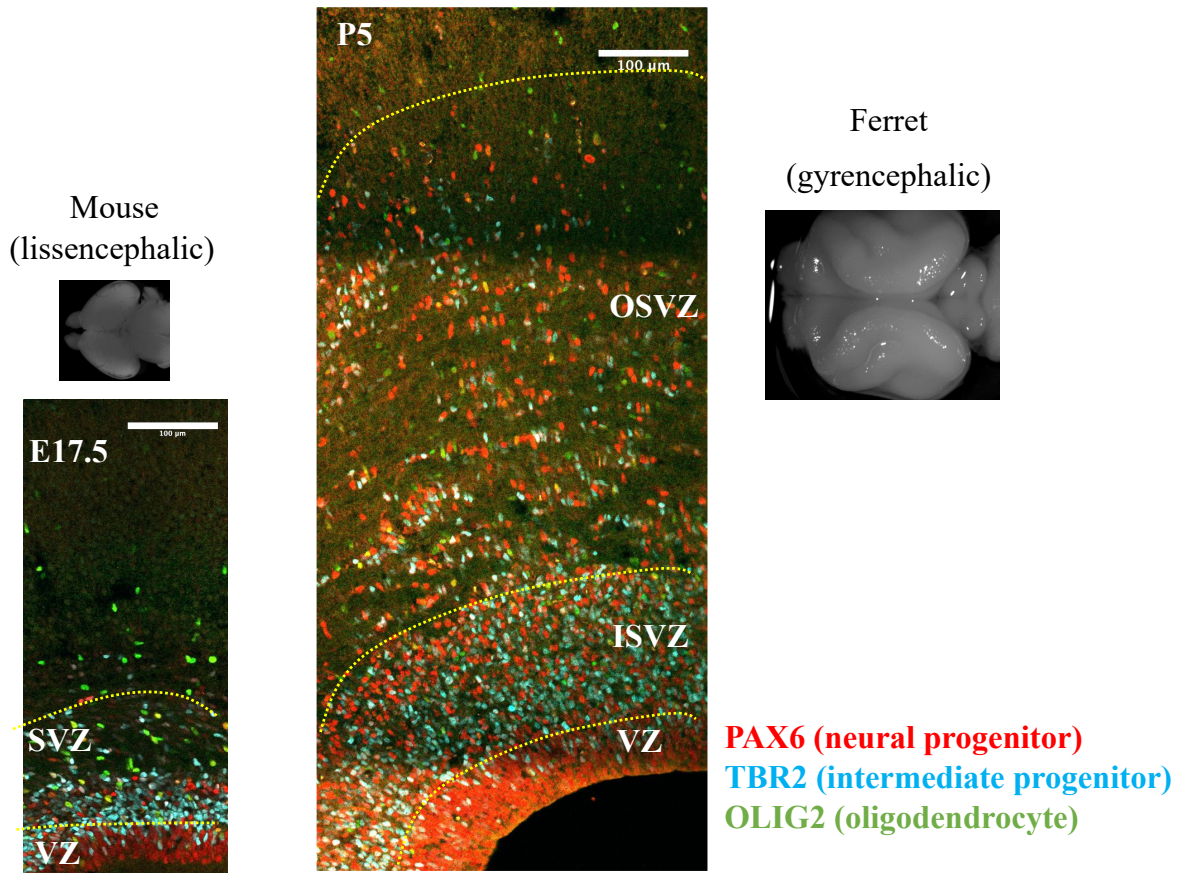 P5
100 μm
Ferret
(gyrencephalic)
Mouse
(lissencephalic)
OSVZ
100 μm
E17.5
ISVZ
SVZ
VZ
VZ
PAX6 (neural progenitor)
TBR2 (intermediate progenitor)
OLIG2 (oligodendrocyte)